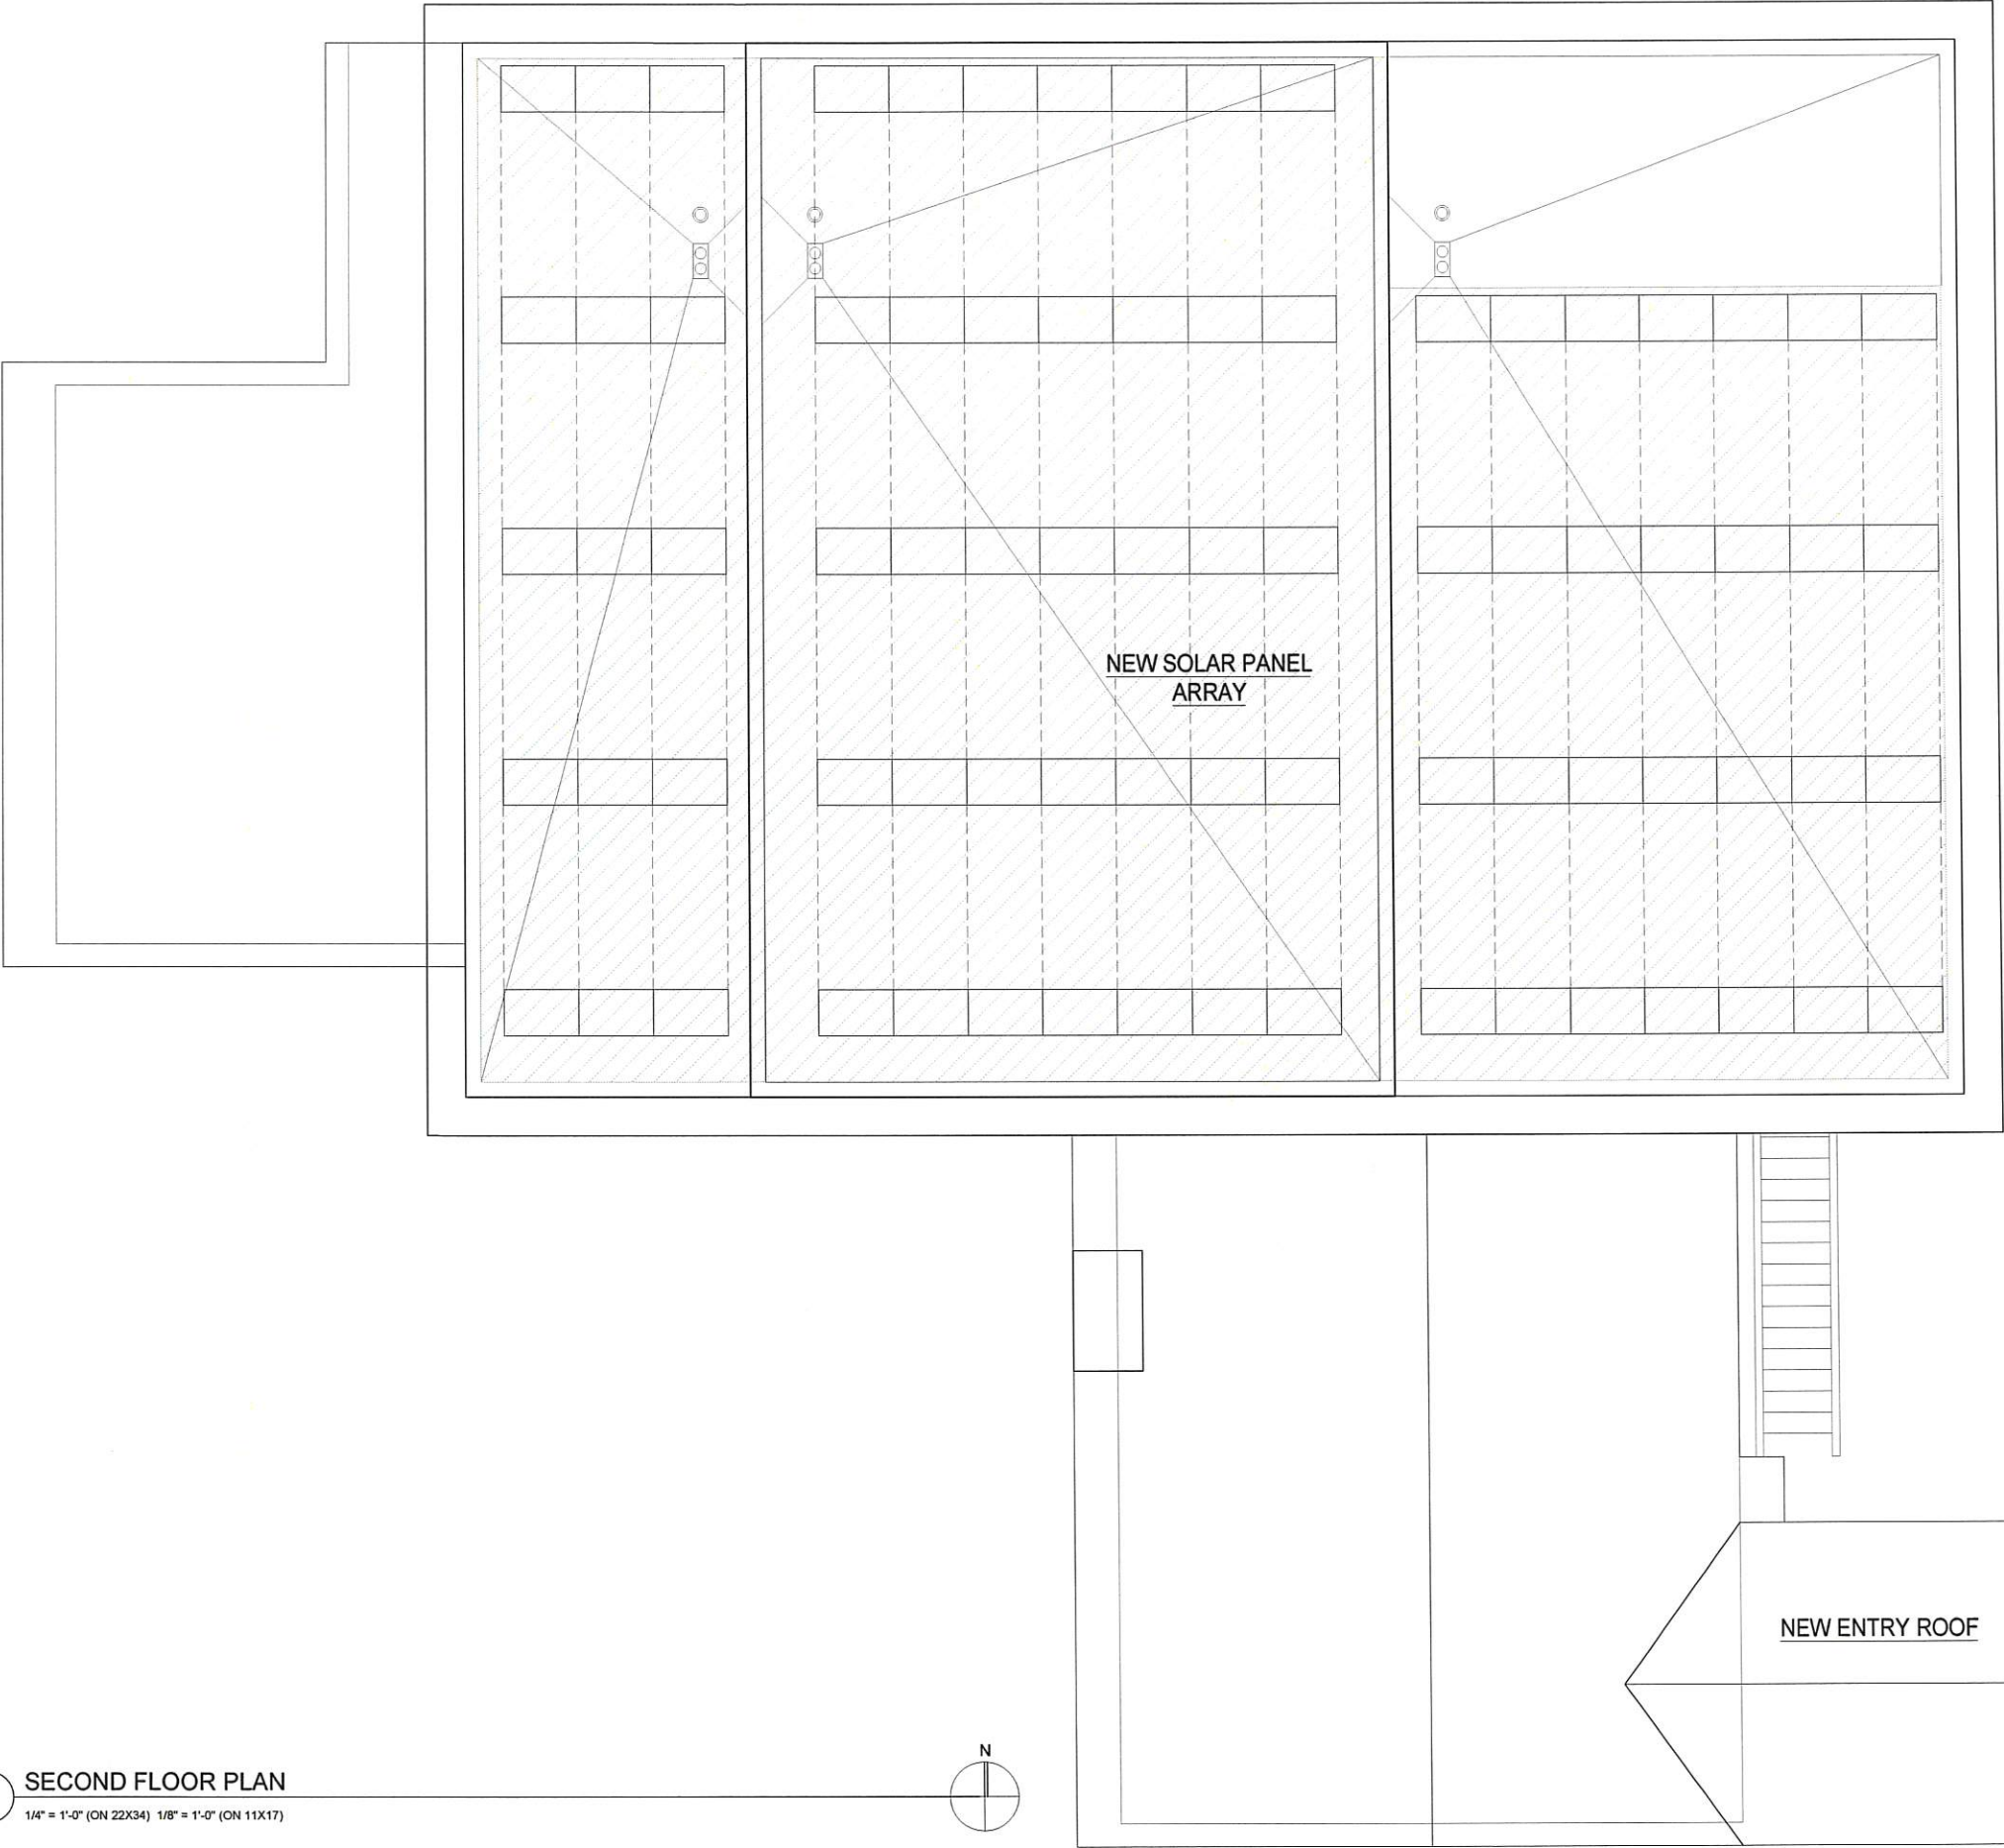 NEW SOLAR PANEL
ARRAY
NEW ENTRY ROOF
N
SECOND FLOOR PLAN
1/4" = 1'-0" (ON 22X34) 1/8" = 1'-0" (ON 11X17)